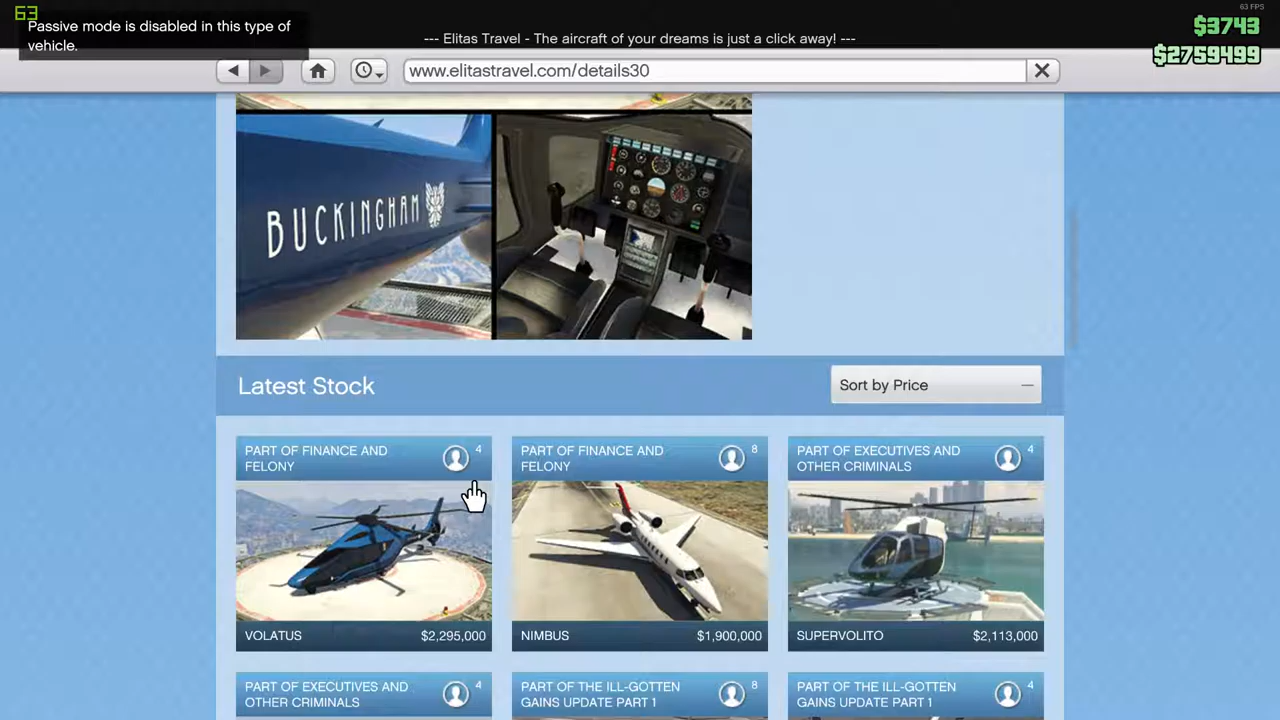 63
63 FPS
Passive mode is disabled in this type of
vehicle.
--- Elitas Travel - The aircraft of your dreams is just a click away! ---
$3743
$2759499
www.elitastravel.com/details30
BUCKINGHAM
Latest Stock
Sort by Price
PART OF FINANCE AND
FELONY
4
PART OF FINANCE AND
FELONY
8
PART OF EXECUTIVES AND
OTHER CRIMINALS
4
VOLATUS $2,295,000
NIMBUS $1,900,000
SUPERVOLITO $2,113,000
PART OF EXECUTIVES AND
OTHER CRIMINALS
4
PART OF THE ILL-GOTTEN
GAINS UPDATE PART 1
8
PART OF THE ILL-GOTTEN
GAINS UPDATE PART 1
4